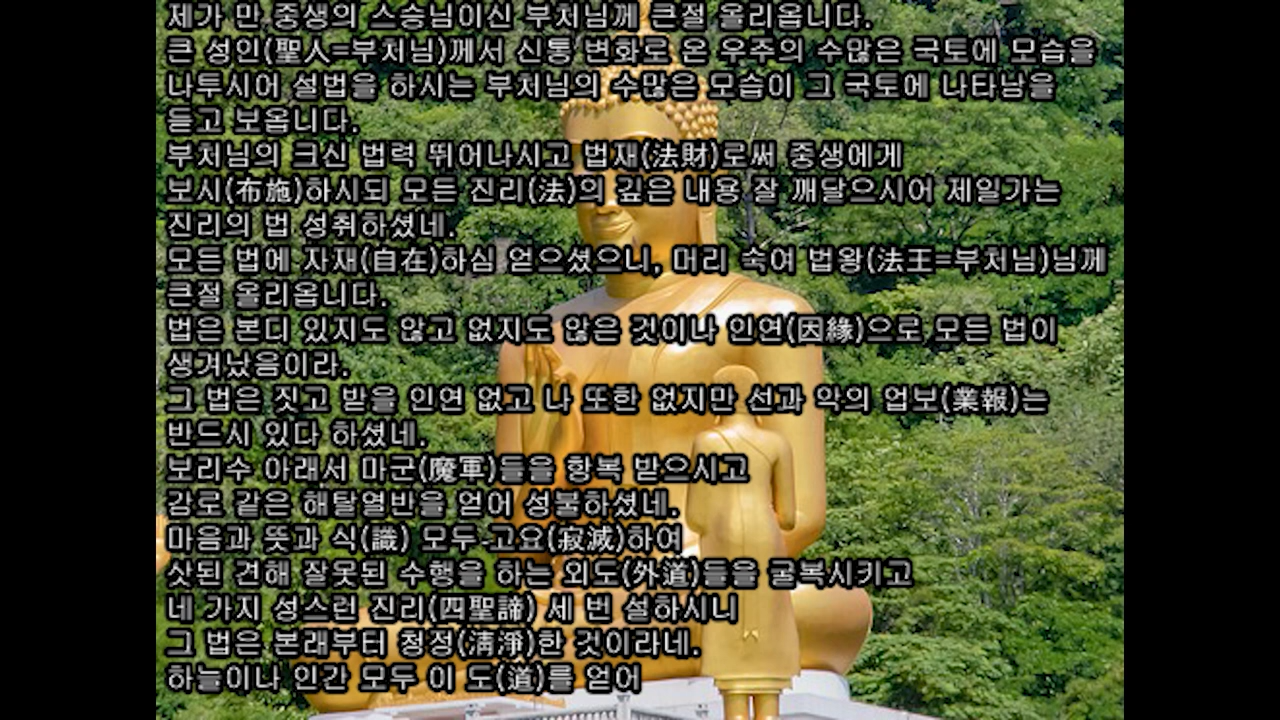 제가 만 중생의 스승님이신 부처님께 큰절 올리옵니다.
큰 성인(聖人=부처님)께서 신통 변화로 온 우주의 수많은 국토에 모습을
나투시어 설법을 하시는 부처님의 수많은 모습이 그 국토에 나타남을
듣고 보옵니다.
부처님의 크신 법력 뛰어나시고 법재(法財)로써 중생에게
보시(布施)하시되 모든 진리(法)의 깊은 내용 잘 깨달으시어 제일가는
진리의 법 성취하셨네.
모든 법에 자재(自在)하심 얻으셨으니, 머리 숙여 법왕(法王=부처님)님께
큰절 올리옵니다.
법은 본디 있지도 않고 없지도 않은 것이나 인연(因緣)으로 모든 법이
생겨났음이라.
그 법은 짓고 받을 인연 없고 나 또한 없지만 선과 악의 업보(業報)는
반드시 있다 하셨네.
보리수 아래서 마군(魔軍)들을 항복 받으시고
감로 같은 해탈열반을 얻어 성불하셨네.
마음과 뜻과 식(識) 모두 고요(寂滅)하여
삿된 견해 잘못된 수행을 하는 외도(外道)들을 굴복시키고
네 가지 성스런 진리(四聖諦) 세 번 설하시니
그 법은 본래부터 청정(淸淨)한 것이라네.
하늘이나 인간 모두 이 도(道)를 얻어